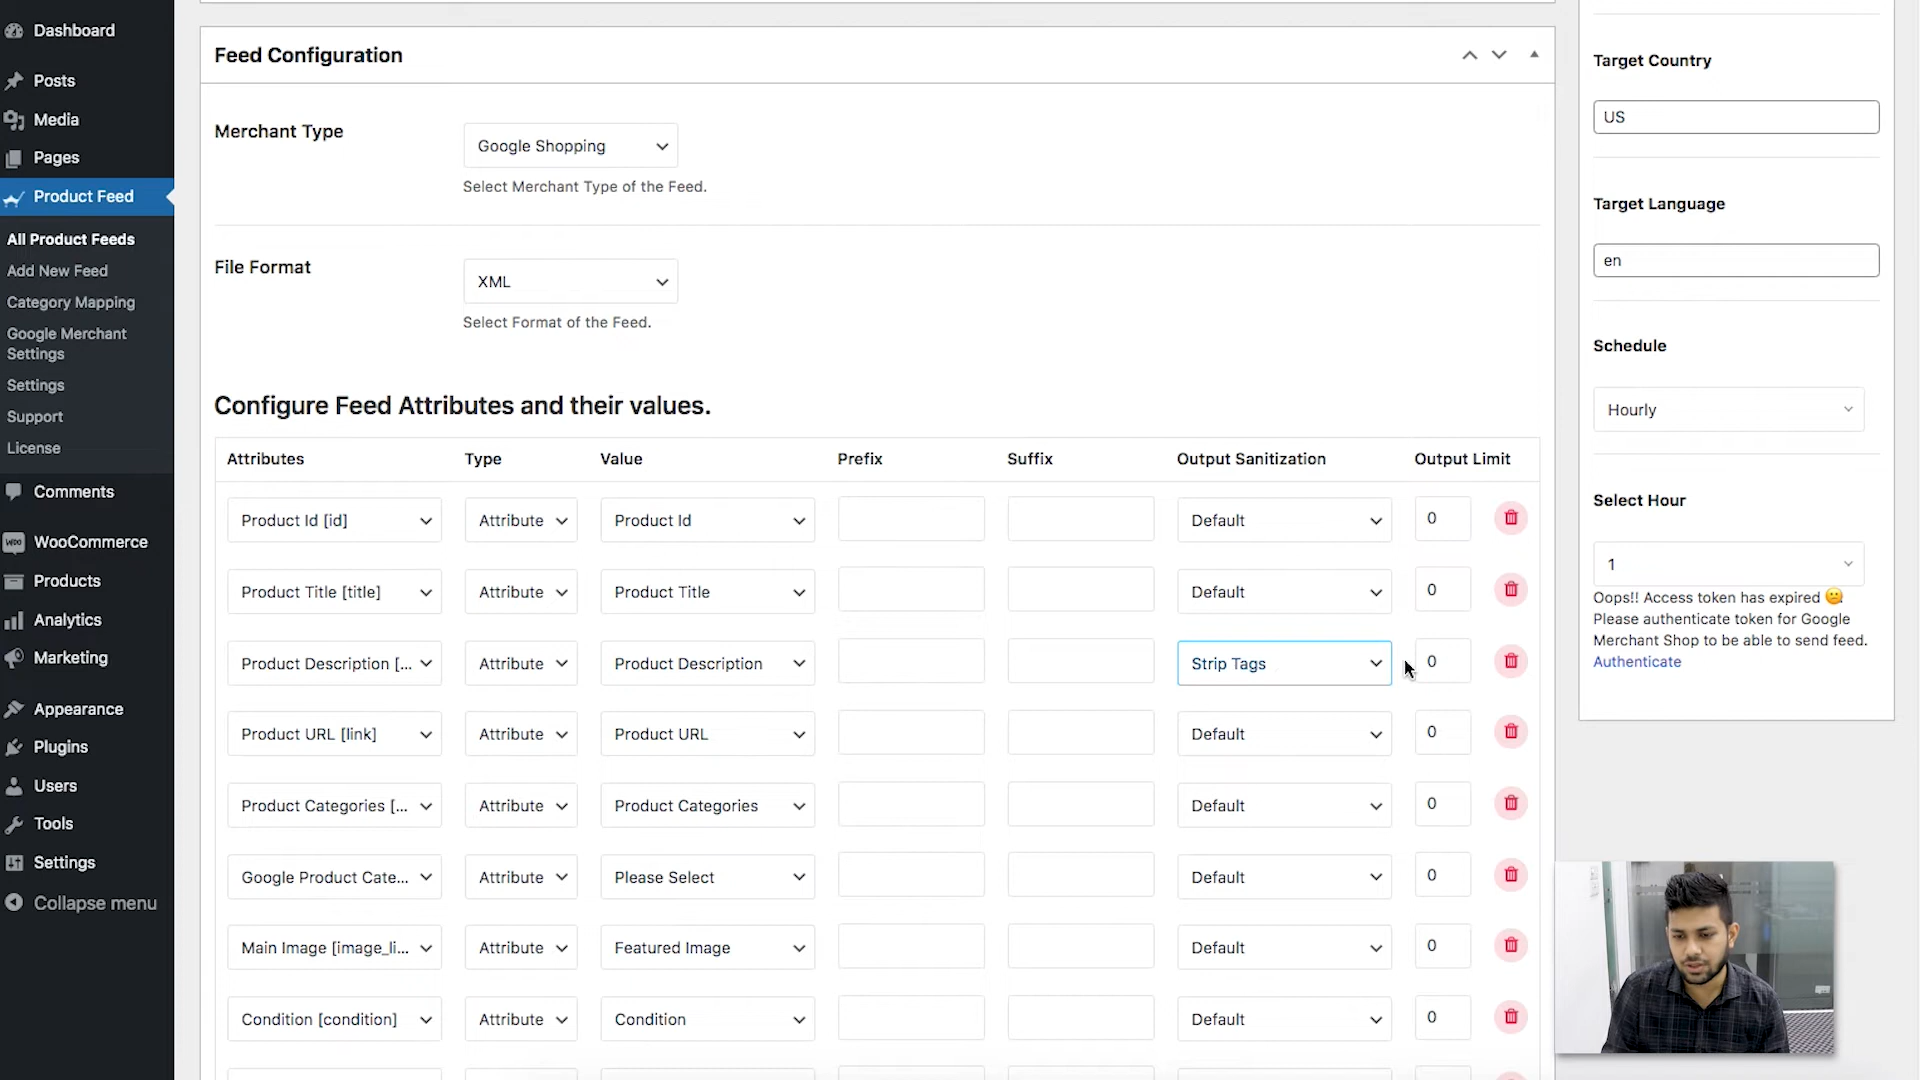 Dashboard
Posts
Media
Pages
Product Feed
All Product Feeds
Add New Feed
Category Mapping
Google Merchant
Settings
Settings
Support
License
Comments
WooCommerce
Products
Analytics
Marketing
Appearance
Plugins
Users
Tools
Settings
Collapse menu
Feed Configuration
Merchant Type
Google Shopping
Select Merchant Type of the Feed.
File Format
XML
Select Format of the Feed.
Configure Feed Attributes and their values.
Attributes Type Value Prefix Suffix Output Sanitization Output Limit
Product Id [id] Attribute Product Id Default 0
Product Title [title] Attribute Product Title Default 0
Product Description [... Attribute Product Description Strip Tags 0
Product URL [link] Attribute Product URL Default 0
Product Categories [... Attribute Product Categories Default 0
Google Product Cate... Attribute Please Select Default 0
Main Image [image_li... Attribute Featured Image Default 0
Condition [condition] Attribute Condition Default 0
Target Country
US
Target Language
en
Schedule
Hourly
Select Hour
1
Oops!! Access token has expired 😕
Please authenticate token for Google
Merchant Shop to be able to send feed.
Authenticate